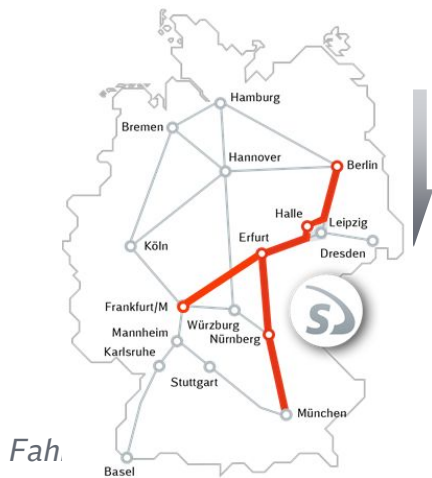 Hamburg
Bremen
Hannover
Berlin
Halle
Leipzig
Erfurt
Köln
Dresden
Frankfurt/M
Würzburg
Mannheim
Nürnberg
Karlsruhe
Stuttgart
München
Basel
S